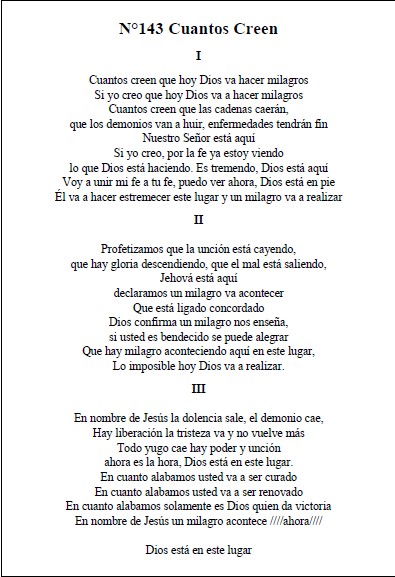 N°143 Cuantos Creen
I
Cuantos creen que hoy Dios va hacer milagros
Si yo creo que hoy Dios va a hacer milagros
Cuantos creen que las cadenas caerán,
que los demonios van a huir, enfermedades tendrán fin
Nuestro Señor está aquí
Si yo creo, por la fe ya estoy viendo
lo que Dios está haciendo. Es tremendo, Dios está aquí
Voy a unir mi fe a tu fe, puedo ver ahora, Dios está en pie
Él va a hacer estremecer este lugar y un milagro va a realizar
II
Profetizamos que la unción está cayendo,
que hay gloria descendiendo, que el mal está saliendo,
Jehová está aquí
declaramos un milagro va acontecer
Que está ligado concordado
Dios confirma un milagro nos enseña,
si usted es bendecido se puede alegrar
Que hay milagro aconteciendo aquí en este lugar,
Lo imposible hoy Dios va a realizar.
III
En nombre de Jesús la dolencia sale, el demonio cae,
Hay liberación la tristeza va y no vuelve más
Todo yugo cae hay poder y unción
ahora es la hora, Dios está en este lugar.
En cuanto alabamos usted va a ser curado
En cuanto alabamos usted va a ser renovado
En cuanto alabamos solamente es Dios quien da victoria
En nombre de Jesús un milagro acontece ////ahora////
Dios está en este lugar